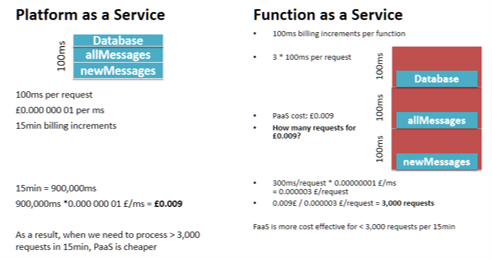 Platform as a Service
100ms
Database
allMessages
newMessages
100ms per request
£0.000 000 01 per ms
15min billing increments
15min = 900,000ms
900,000ms *0.000 000 01 £/ms = £0.009
As a result, when we need to process > 3,000
requests in 15min, PaaS is cheaper
Function as a Service
• 100ms billing increments per function
• 3 * 100ms per request
100ms
Database
• PaaS cost: £0.009
• How many requests for
£0.009?
100ms
allMessages
100ms
newMessages
• 300ms/request * 0.00000001 £/ms
= 0.000003 £/request
• 0.009£ / 0.000003 £/request = 3,000 requests
FaaS is more cost effective for < 3,000 requests per 15min